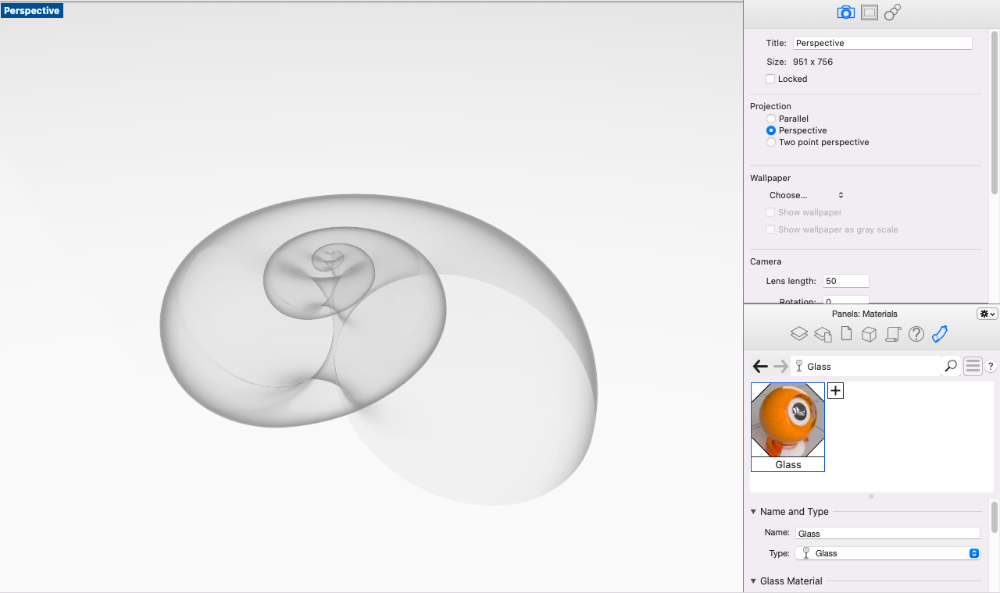 Perspective
Title: Perspective
Size: 951 x 756
Locked
Projection
Parallel
Perspective
Two point perspective
Wallpaper
Choose...
Show wallpaper
Show wallpaper as gray scale
Camera
Lens length: 50
Rotation: 0
Panels: Materials
Glass
?
Glass
Name and Type
Name: Glass
Type: Glass
Glass Material